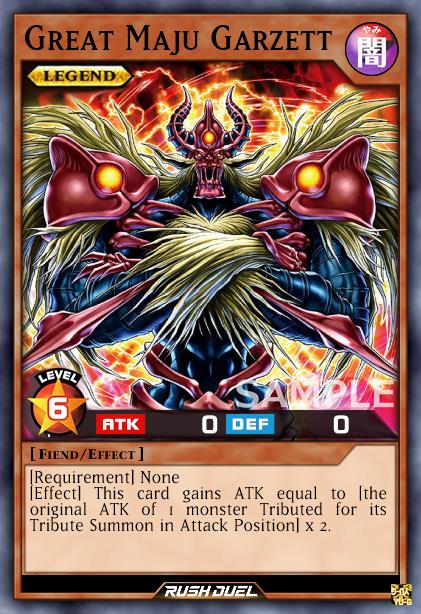 Great Maju Garzett
やみ
闇
LEGEND
SAMPLE
LEVEL
6
ATK 0 DEF 0
[Fiend/Effect]
[Requirement] None
[Effect] This card gains ATK equal to [the
original ATK of 1 monster Tributed for its
Tribute Summon in Attack Position] x 2.
RUSH DUEL